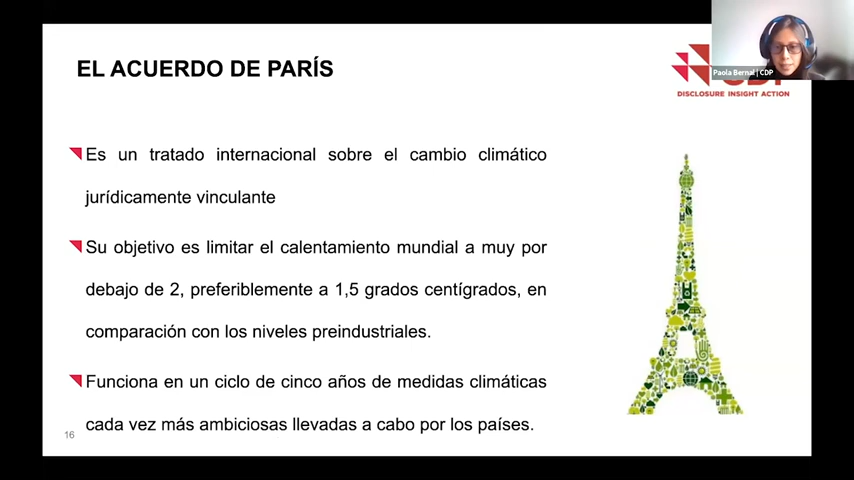 EL ACUERDO DE PARÍS
Paola Bernal | CDP
DISCLOSURE INSIGHT ACTION
Es un tratado internacional sobre el cambio climático
jurídicamente vinculante
Su objetivo es limitar el calentamiento mundial a muy por
debajo de 2, preferiblemente a 1,5 grados centígrados, en
comparación con los niveles preindustriales.
Funciona en un ciclo de cinco años de medidas climáticas
cada vez más ambiciosas llevadas a cabo por los países.
16